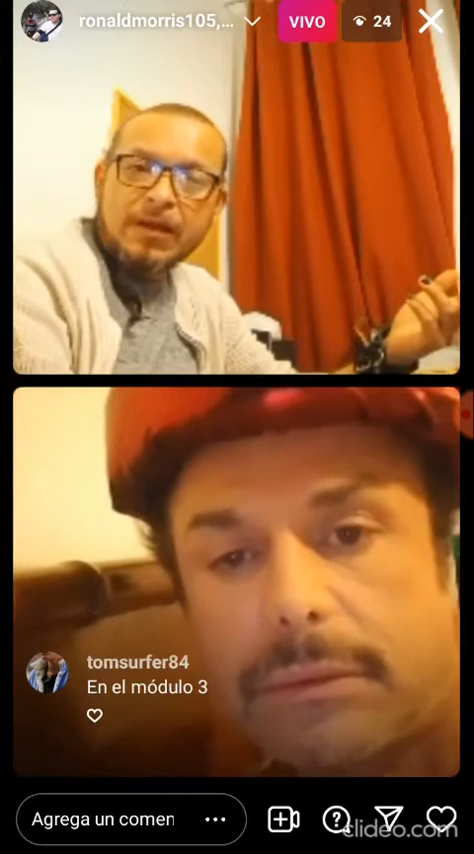 ronaldmorris105,...
VIVO
24
tomsurfer84
En el módulo 3
Agrega un comen
clideo.com